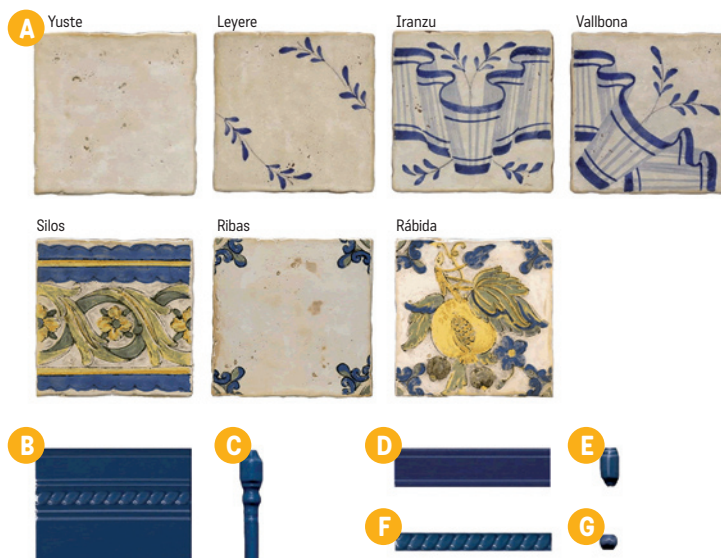 A
Yuste
Leyere
Iranzu
Vallbona
Silos
Ribas
Rábida
B
C
D
E
F
G